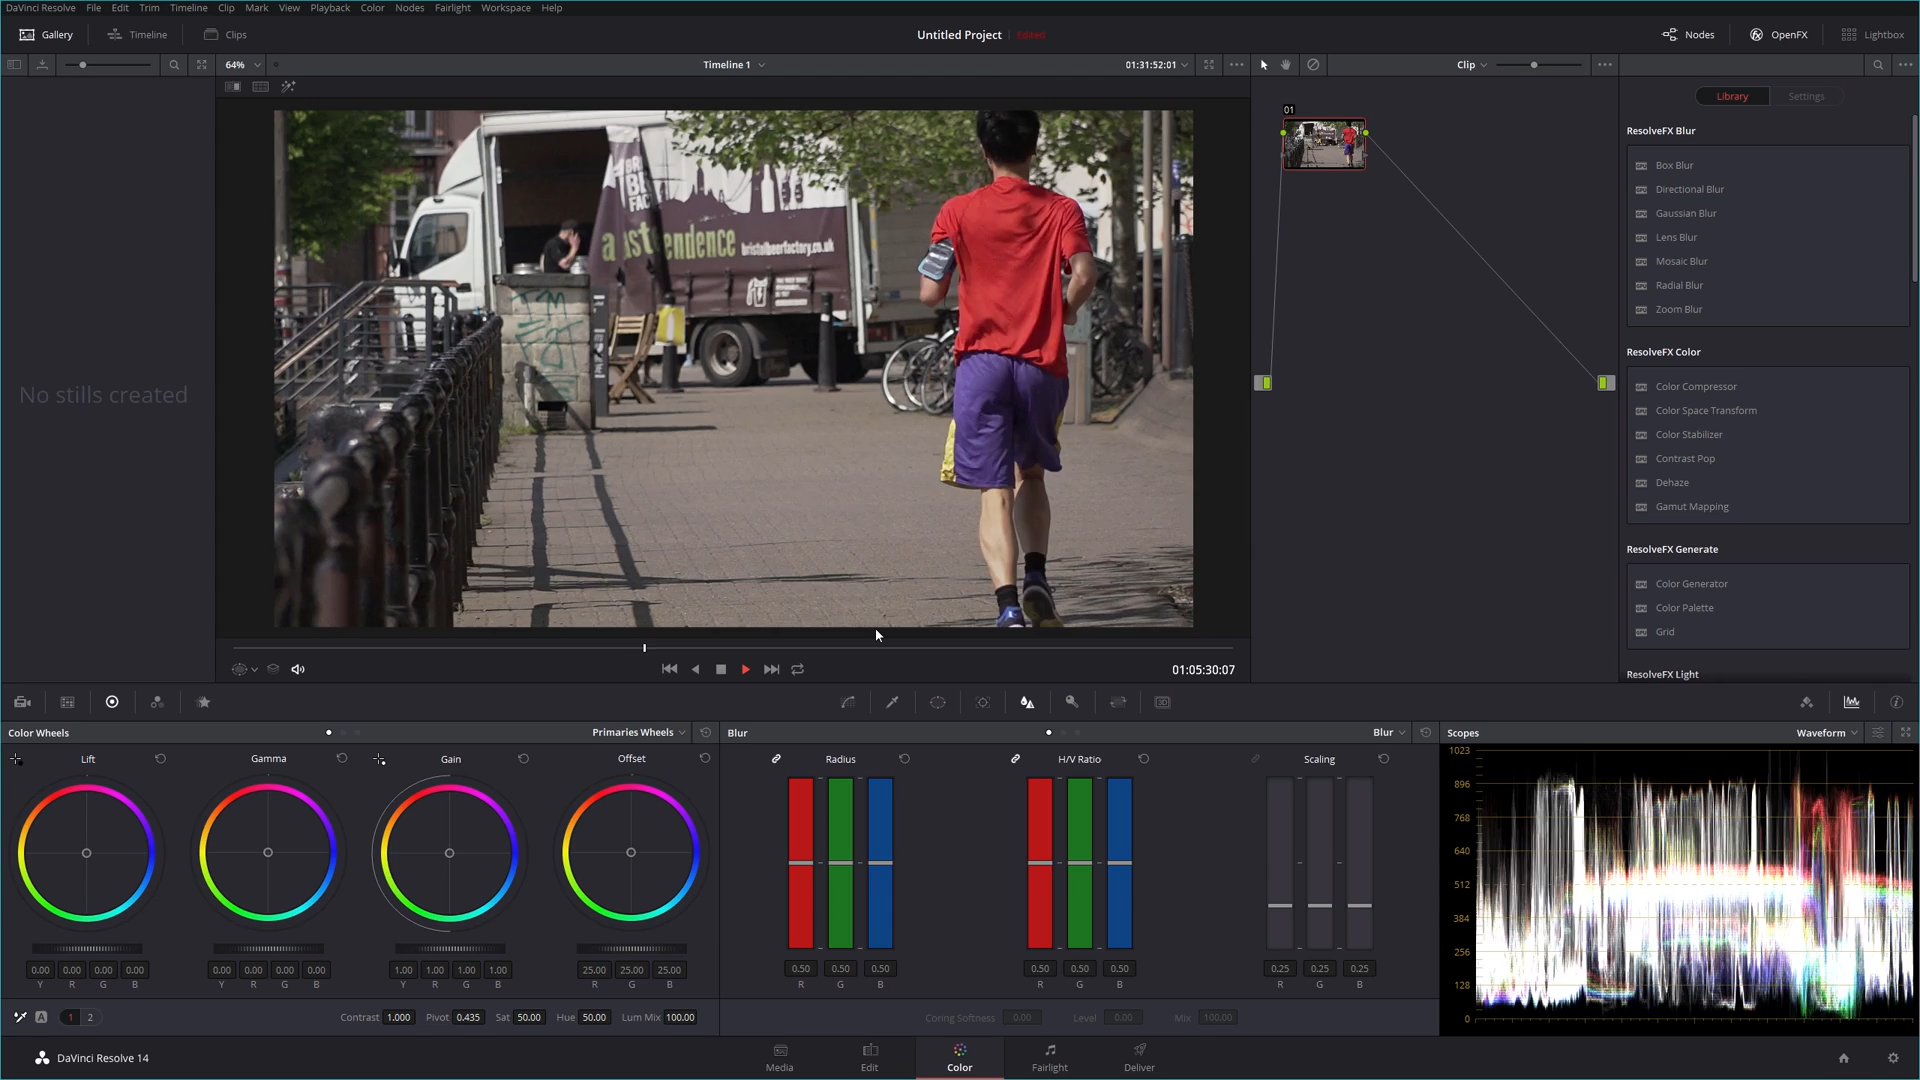 DaVinci Resolve File Edit Trim Timeline Clip Mark View Playback Color Nodes Fairlight Workspace Help
Gallery Timeline Clips Untitled Project Edited Nodes OpenFX Lightbox
64% Timeline 1 01:31:52:01 Clip
Library Settings
01
ResolveFX Blur
Box Blur
Directional Blur
Gaussian Blur
Lens Blur
Mosaic Blur
Radial Blur
Zoom Blur
ResolveFX Color
Color Compressor
Color Space Transform
Color Stabilizer
Contrast Pop
Dehaze
Gamut Mapping
ResolveFX Generate
Color Generator
Color Palette
Grid
ResolveFX Light
No stills created
bristolbeerfactory.co.uk
01:05:30:07
Color Wheels Primaries Wheels Blur Blur Scopes Waveform
Lift Gamma Gain Offset Radius H/V Ratio Scaling
1023
896
768
640
512
384
256
128
0
0.00 0.00 0.00 0.00 0.00 0.00 0.00 0.00 1.00 1.00 1.00 1.00 25.00 25.00 25.00 0.50 0.50 0.50 0.50 0.50 0.50 0.25 0.25 0.25
Y R G B Y R G B Y R G B R G B R G B R G B R G B
A 1 2 Contrast 1.000 Pivot 0.435 Sat 50.00 Hue 50.00 Lum Mix 100.00 Coring Softness 0.00 Level 0.00 Mix 100.00
DaVinci Resolve 14 Media Edit Color Fairlight Deliver